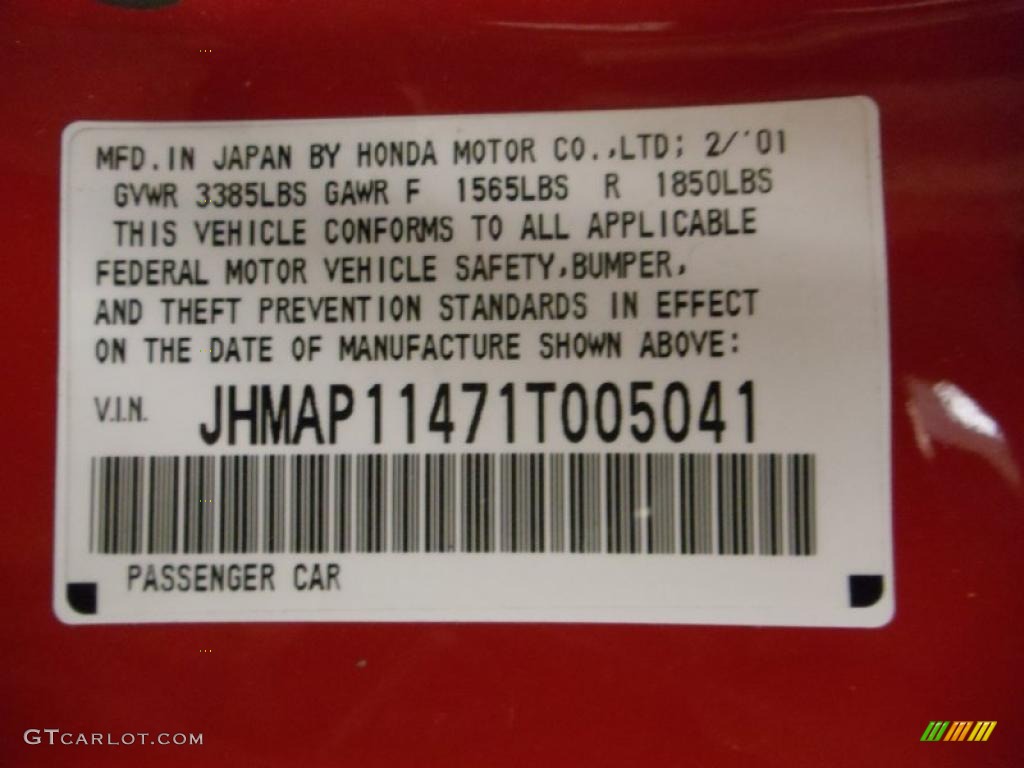 MFD. IN JAPAN BY HONDA MOTOR CO.,LTD; 2/'01
GVWR 3385LBS GAWR F 1565LBS R 1850LBS
THIS VEHICLE CONFORMS TO ALL APPLICABLE
FEDERAL MOTOR VEHICLE SAFETY,BUMPER,
AND THEFT PREVENTION STANDARDS IN EFFECT
ON THE DATE OF MANUFACTURE SHOWN ABOVE:
V.I.N. JHMAP11471T005041
PASSENGER CAR
GTCARLOT.COM